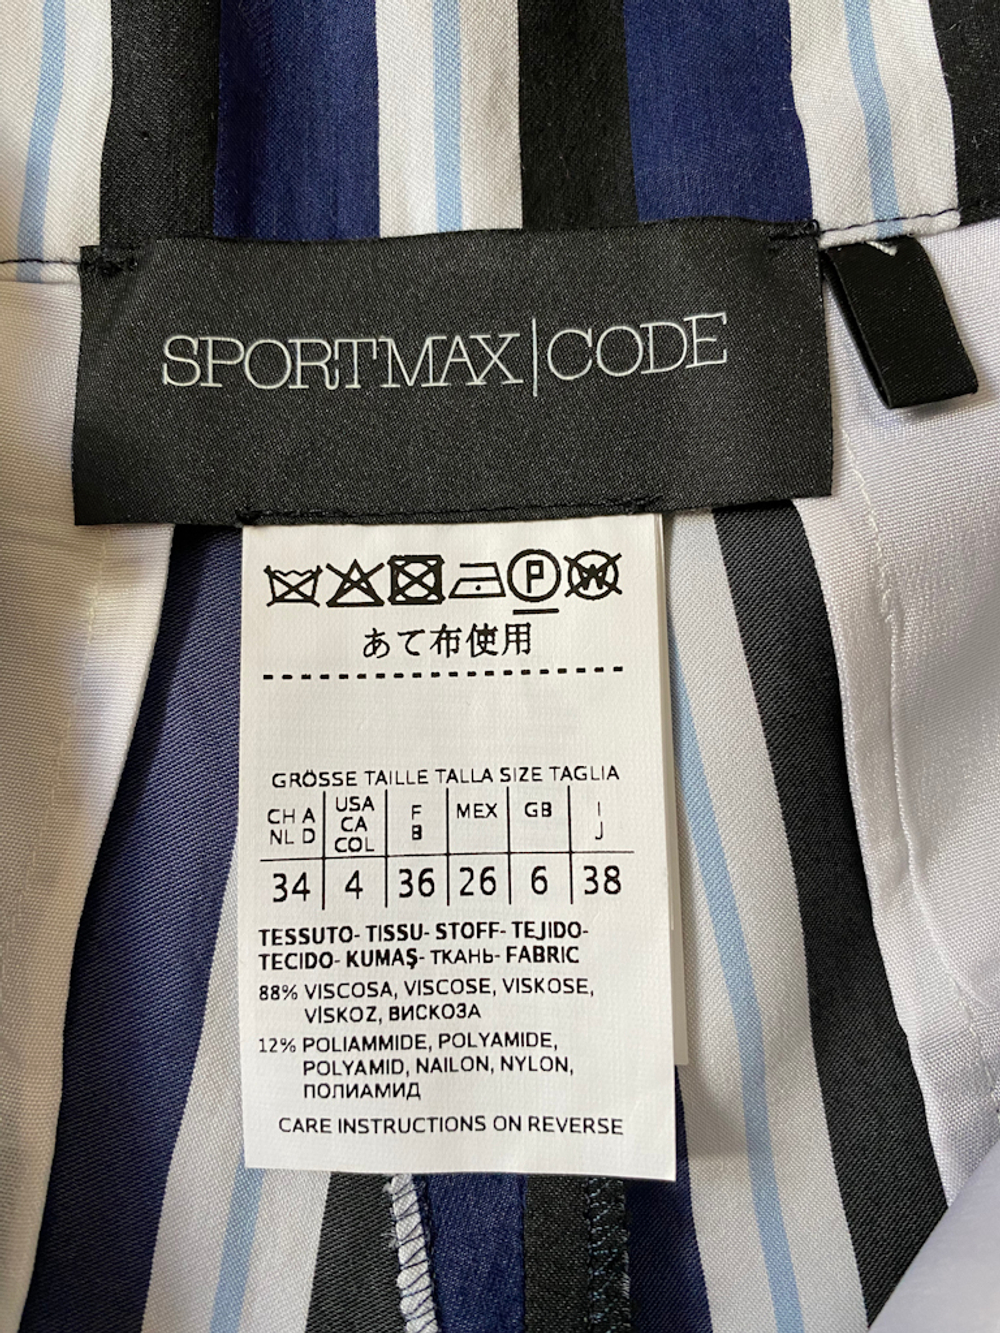 SPORTMAX|CODE
P W
あて布使用
GRÖSSE TAILLE TALLA SIZE TAGLIA
CH A NL D USA CA COL F B MEX GB I J
34 4 36 26 6 38
TESSUTO- TISSU- STOFF- TEJIDO-
TECIDO- KUMAŞ- ТКАНЬ- FABRIC
88% VISCOSA, VISCOSE, VISKOSE,
VİSKOZ, ВИСКОЗА
12% POLIAMMIDE, POLYAMIDE,
POLYAMID, NAILON, NYLON,
ПОЛИАМИД
CARE INSTRUCTIONS ON REVERSE